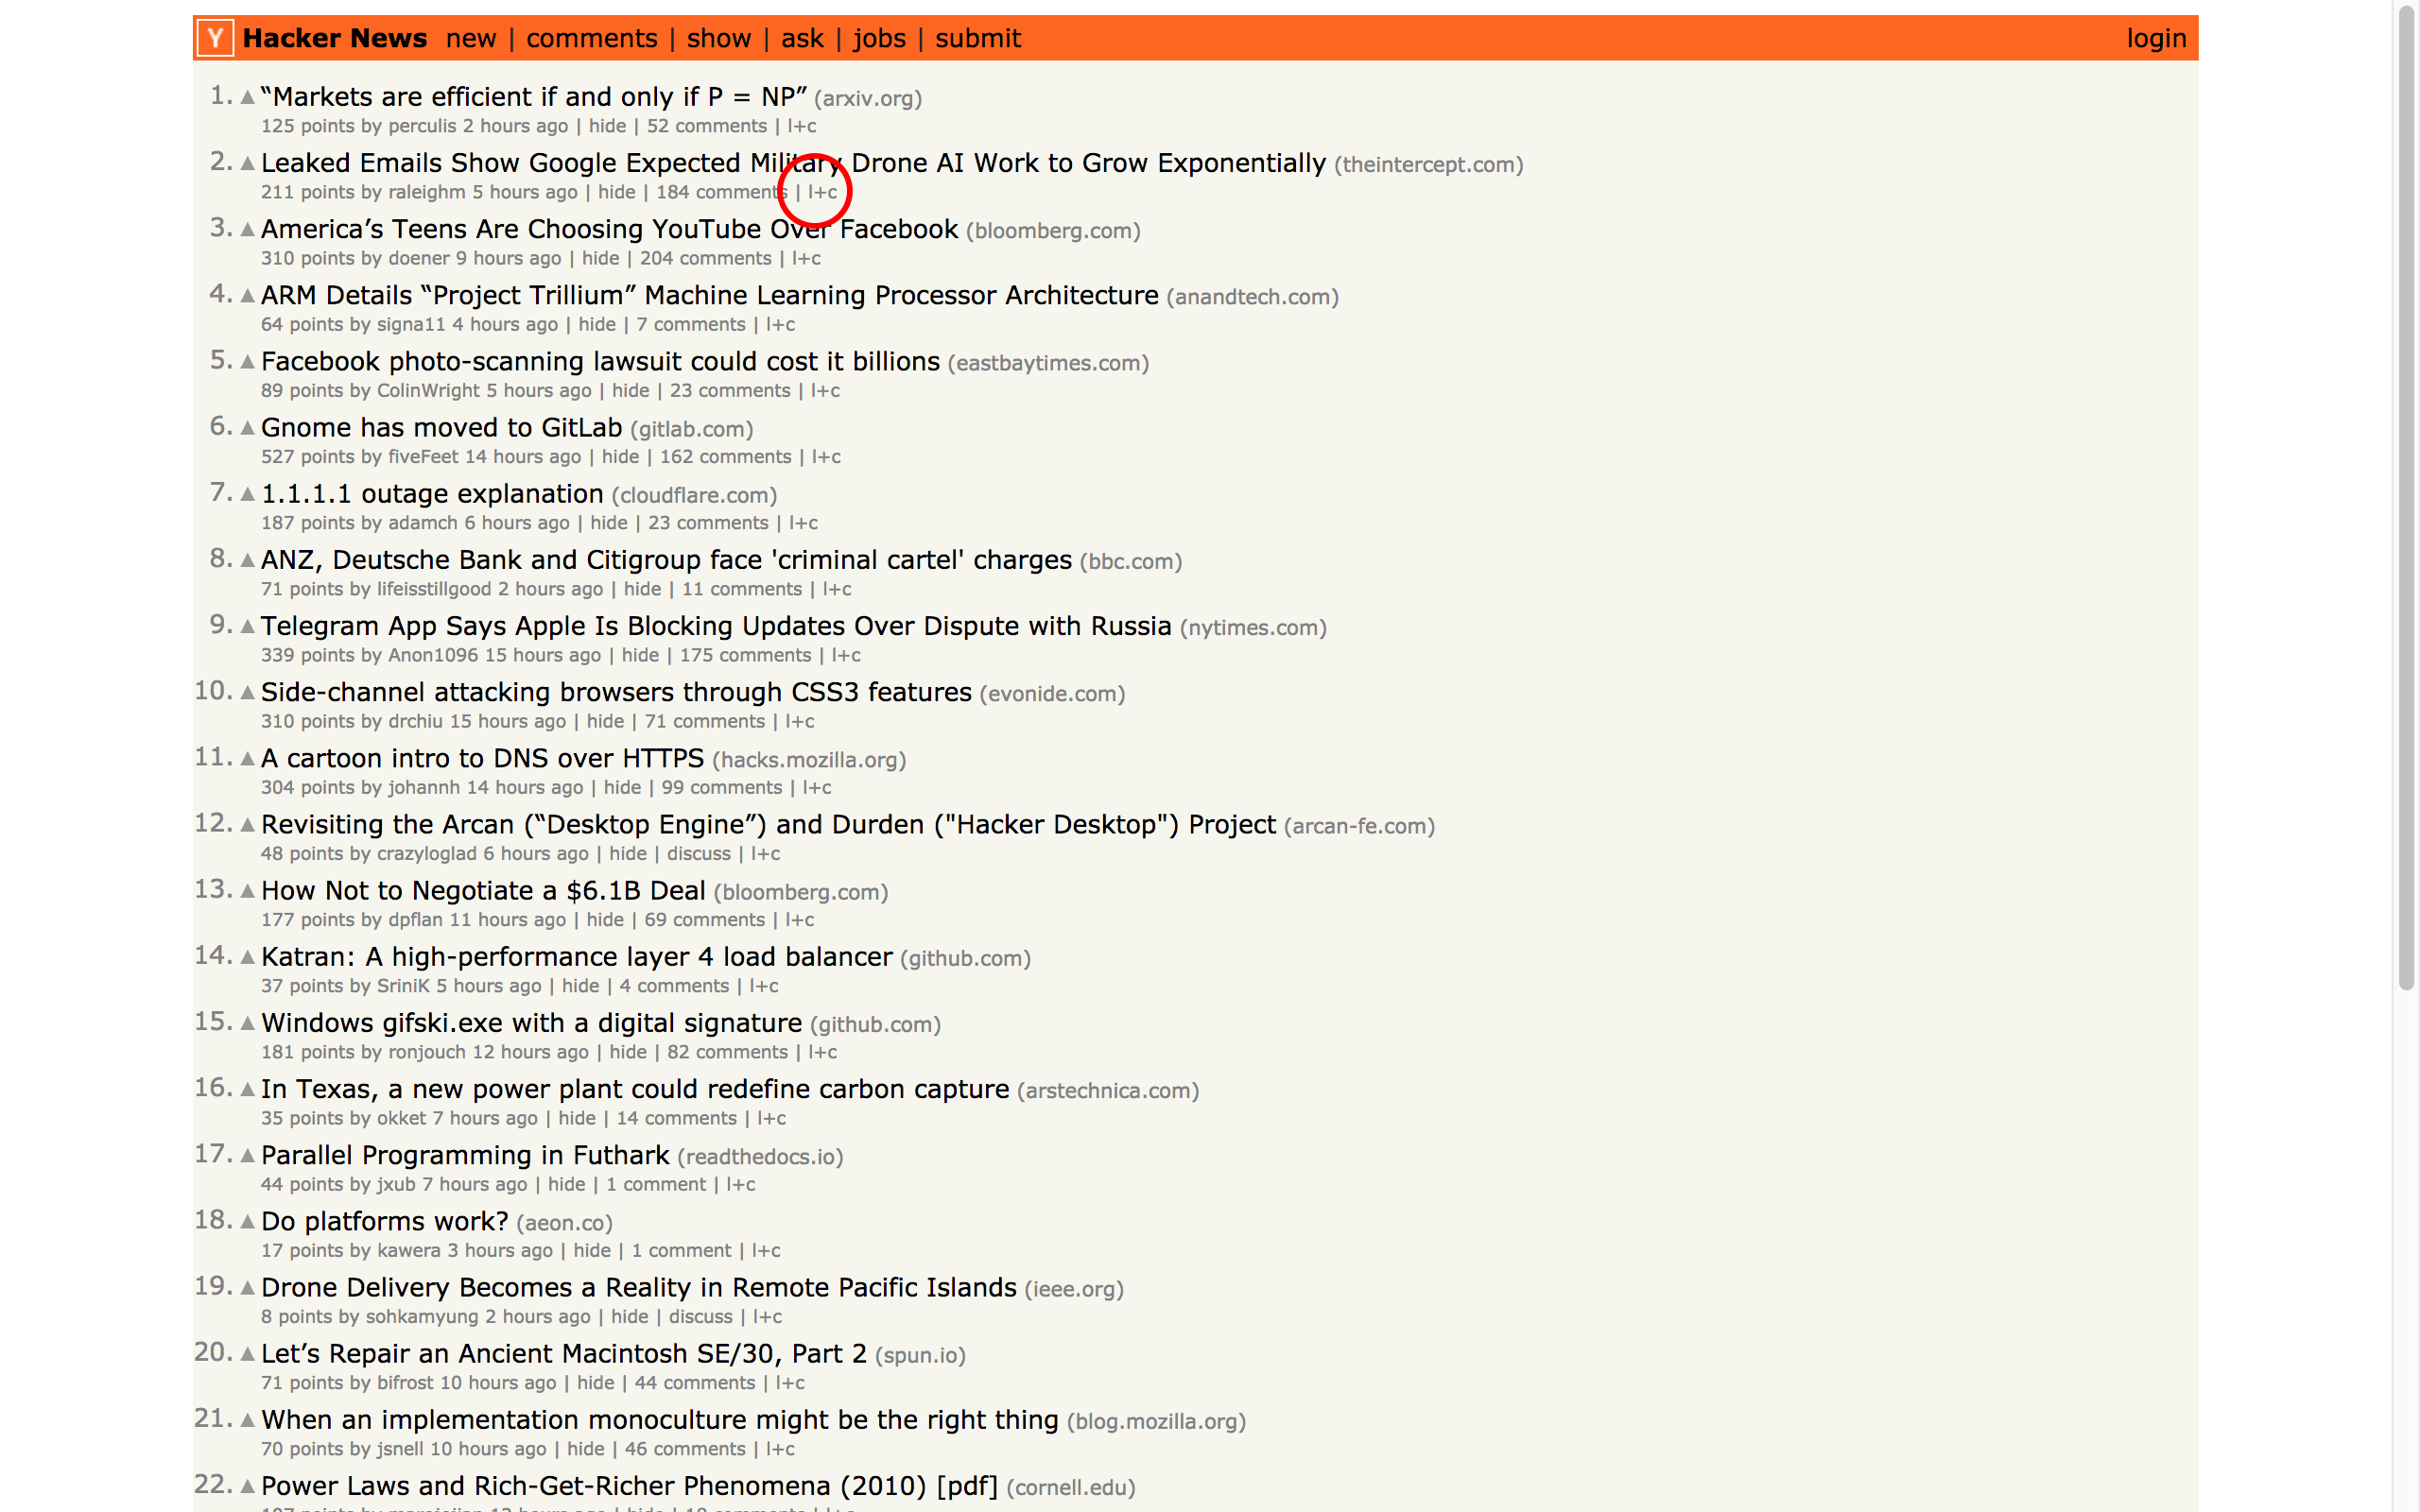 Y Hacker News new | comments | show | ask | jobs | submit login
1. ▲ “Markets are efficient if and only if P = NP” (arxiv.org)
125 points by perculis 2 hours ago | hide | 52 comments | l+c
2. ▲ Leaked Emails Show Google Expected Military Drone AI Work to Grow Exponentially (theintercept.com)
211 points by raleighm 5 hours ago | hide | 184 comments | l+c
3. ▲ America’s Teens Are Choosing YouTube Over Facebook (bloomberg.com)
310 points by doener 9 hours ago | hide | 204 comments | l+c
4. ▲ ARM Details “Project Trillium” Machine Learning Processor Architecture (anandtech.com)
64 points by signa11 4 hours ago | hide | 7 comments | l+c
5. ▲ Facebook photo-scanning lawsuit could cost it billions (eastbaytimes.com)
89 points by ColinWright 5 hours ago | hide | 23 comments | l+c
6. ▲ Gnome has moved to GitLab (gitlab.com)
527 points by fiveFeet 14 hours ago | hide | 162 comments | l+c
7. ▲ 1.1.1.1 outage explanation (cloudflare.com)
187 points by adamch 6 hours ago | hide | 23 comments | l+c
8. ▲ ANZ, Deutsche Bank and Citigroup face 'criminal cartel' charges (bbc.com)
71 points by lifeisstillgood 2 hours ago | hide | 11 comments | l+c
9. ▲ Telegram App Says Apple Is Blocking Updates Over Dispute with Russia (nytimes.com)
339 points by Anon1096 15 hours ago | hide | 175 comments | l+c
10. ▲ Side-channel attacking browsers through CSS3 features (evonide.com)
310 points by drchiu 15 hours ago | hide | 71 comments | l+c
11. ▲ A cartoon intro to DNS over HTTPS (hacks.mozilla.org)
304 points by johannh 14 hours ago | hide | 99 comments | l+c
12. ▲ Revisiting the Arcan (“Desktop Engine”) and Durden ("Hacker Desktop") Project (arcan-fe.com)
48 points by crazyloglad 6 hours ago | hide | discuss | l+c
13. ▲ How Not to Negotiate a $6.1B Deal (bloomberg.com)
177 points by dpflan 11 hours ago | hide | 69 comments | l+c
14. ▲ Katran: A high-performance layer 4 load balancer (github.com)
37 points by SriniK 5 hours ago | hide | 4 comments | l+c
15. ▲ Windows gifski.exe with a digital signature (github.com)
181 points by ronjouch 12 hours ago | hide | 82 comments | l+c
16. ▲ In Texas, a new power plant could redefine carbon capture (arstechnica.com)
35 points by okket 7 hours ago | hide | 14 comments | l+c
17. ▲ Parallel Programming in Futhark (readthedocs.io)
44 points by jxub 7 hours ago | hide | 1 comment | l+c
18. ▲ Do platforms work? (aeon.co)
17 points by kawera 3 hours ago | hide | 1 comment | l+c
19. ▲ Drone Delivery Becomes a Reality in Remote Pacific Islands (ieee.org)
8 points by sohkamyung 2 hours ago | hide | discuss | l+c
20. ▲ Let’s Repair an Ancient Macintosh SE/30, Part 2 (spun.io)
71 points by bifrost 10 hours ago | hide | 44 comments | l+c
21. ▲ When an implementation monoculture might be the right thing (blog.mozilla.org)
70 points by jsnell 10 hours ago | hide | 46 comments | l+c
22. ▲ Power Laws and Rich-Get-Richer Phenomena (2010) [pdf] (cornell.edu)